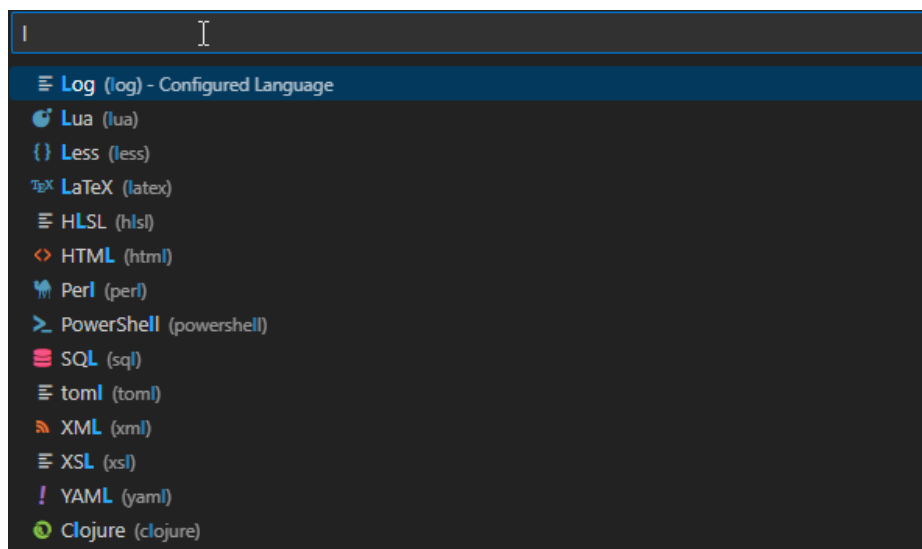 l
Log (log) - Configured Language
Lua (lua)
{} Less (less)
TEX LaTeX (latex)
HLSL (hlsl)
<> HTML (html)
Perl (perl)
PowerShell (powershell)
SQL (sql)
toml (toml)
XML (xml)
XSL (xsl)
! YAML (yaml)
Clojure (clojure)